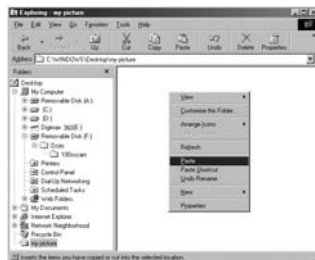 Exploring - my picture
File Edit View Go Favorites Tools Help
Back
Up
Cut
Copy
Paste
Undo
Delete
Properties
Address C:\WINDOWS\Desktop\my picture
Folders
Desktop
My Computer
Removable Disk (A:)
(C:)
(D:)
Removable Disk (F:)
Dcim
100sscam
Printers
Control Panel
Dial-Up Networking
Scheduled Tasks
Web Folders
My Documents
Internet Explorer
Network Neighborhood
Recycle Bin
my picture
View
Customize this Folder...
Arrange Icons
Refresh
Paste
Paste Shortcut
Undo Rename
New
Properties
Inserts the items you have copied or cut into the selected location.